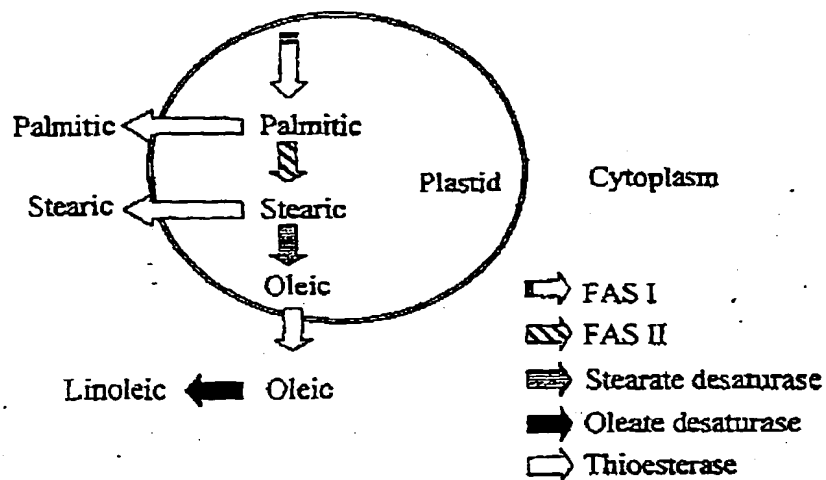 Palmitic Palmitic
Plastid Cytoplasm
Stearic Stearic
Oleic
FAS I
FAS II
Linoleic Oleic
Stearate desaturase
Oleate desaturase
Thioesterase